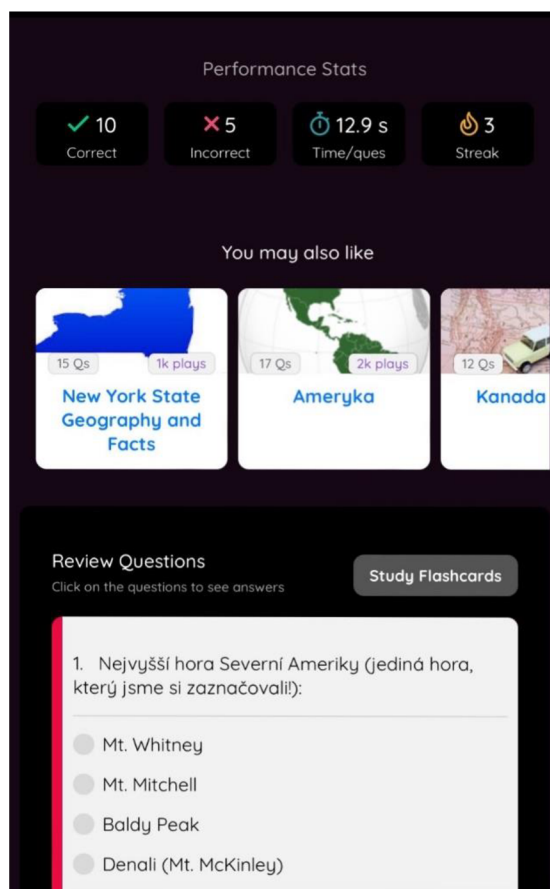 Performance Stats
10
Correct
5
Incorrect
12.9 s
Time/ques
3
Streak
You may also like
15 Qs
1k plays
New York State
Geography and
Facts
17 Qs
2k plays
Ameryka
12 Qs
Kanada
Review Questions
Click on the questions to see answers
Study Flashcards
1. Nejvyšší hora Severní Ameriky (jediná hora,
který jsme si zaznačovali!):
Mt. Whitney
Mt. Mitchell
Baldy Peak
Denali (Mt. McKinley)